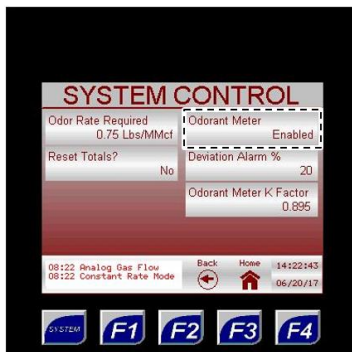 SYSTEM CONTROL
Odor Rate Required
0.75 Lbs/MMcf
Odorant Meter
Enabled
Reset Totals?
No
Deviation Alarm %
20
Odorant Meter K Factor
0.895
08:22 Analog Gas Flow
08:22 Constant Rate Mode
Back
Home
14:22:43
06/20/17
SYSTEM
F1
F2
F3
F4